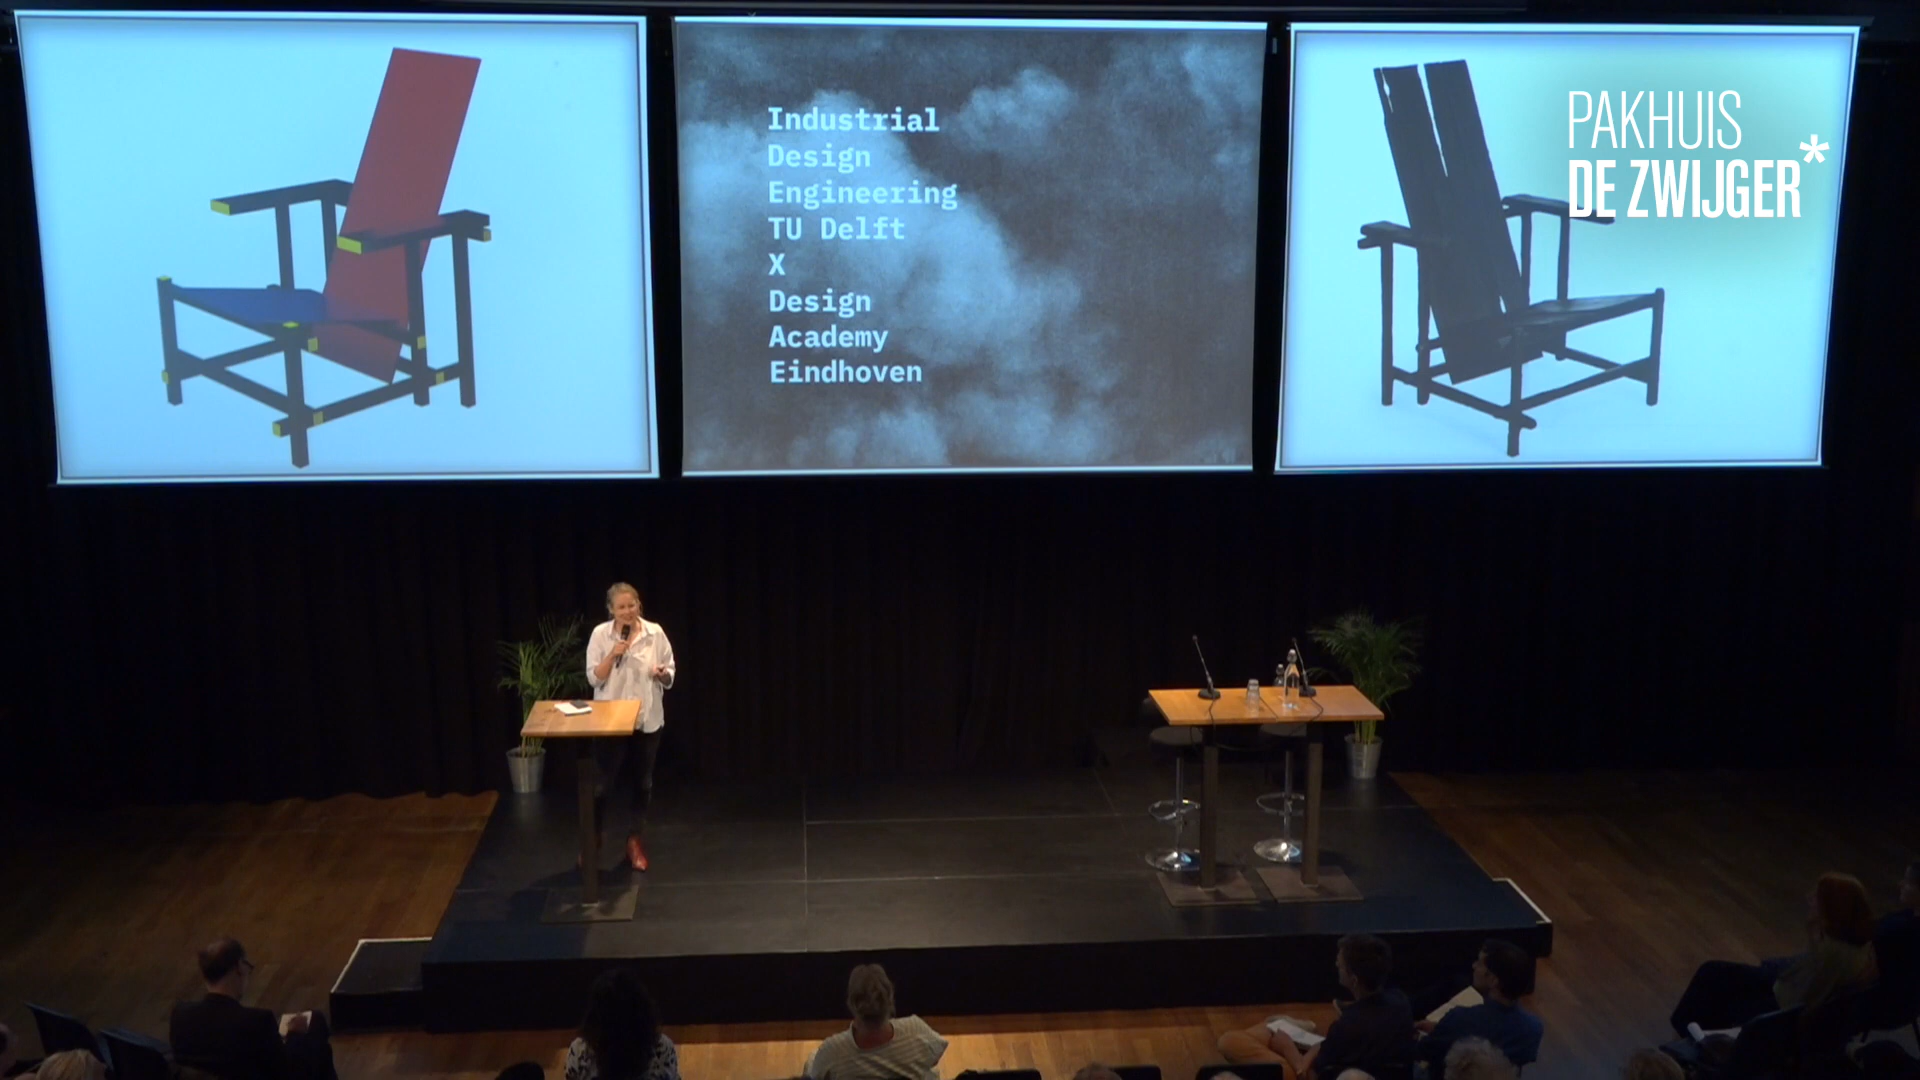 Industrial
Design
Engineering
TU Delft
X
Design
Academy
Eindhoven
PAKHUIS
DE ZWIJGER*